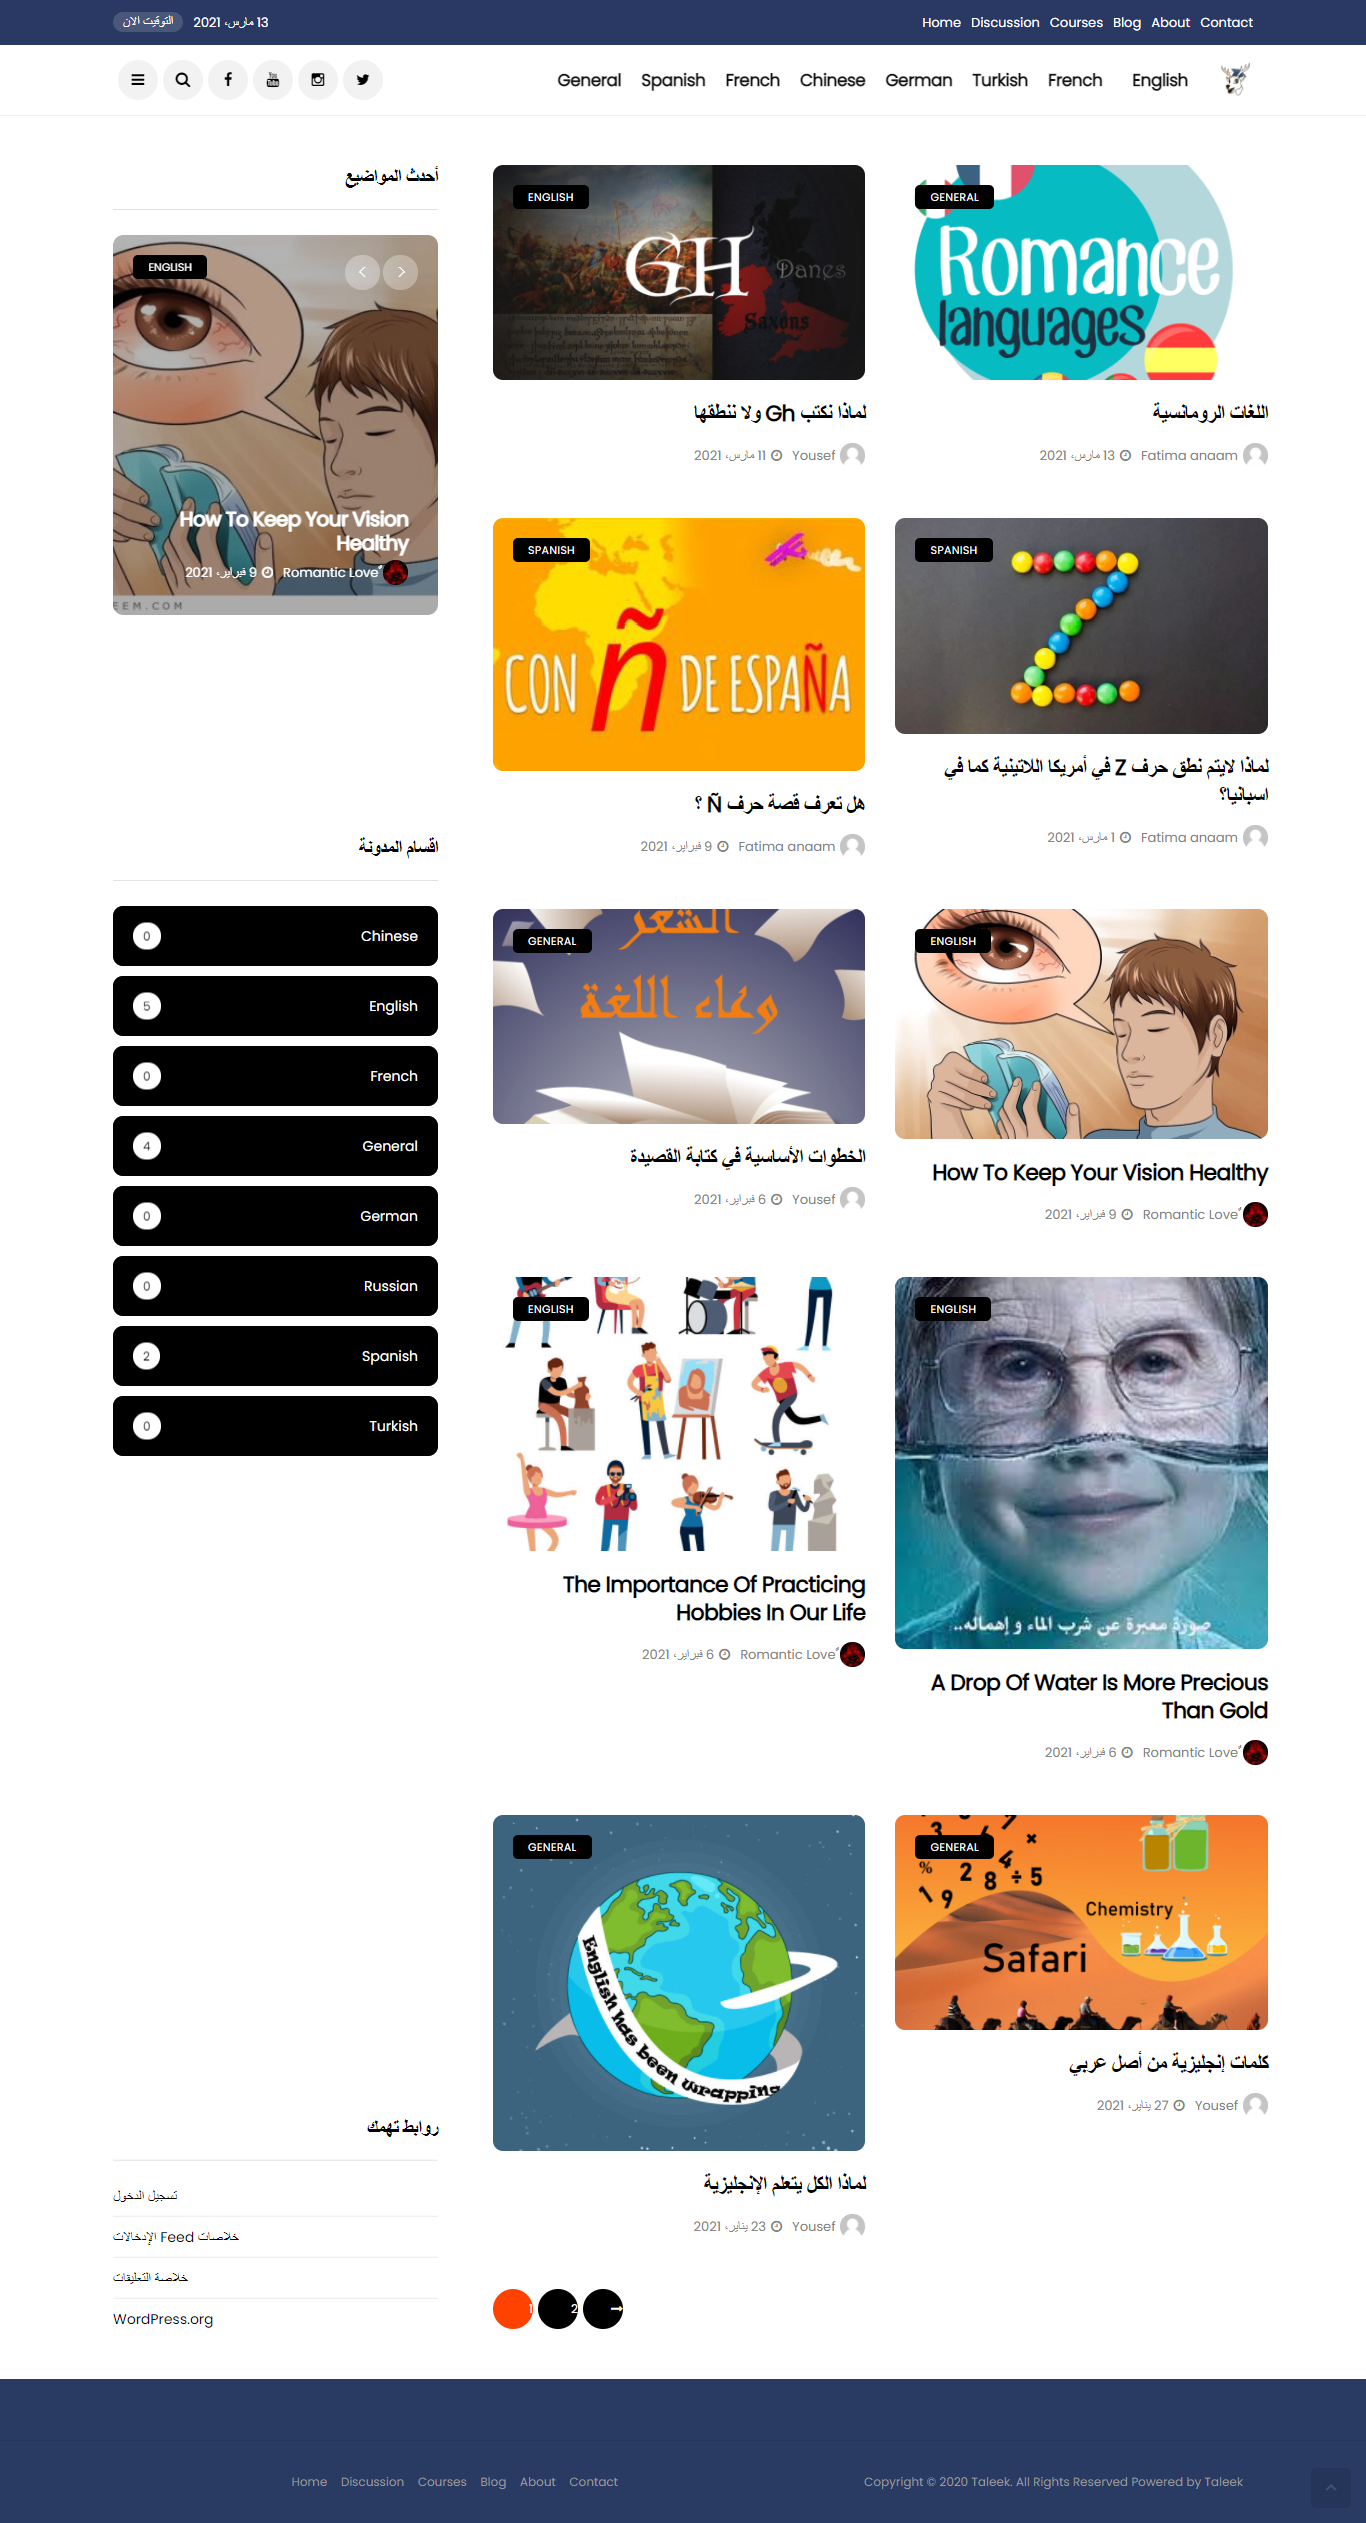 التوقيت الان
13 مارس، 2021
Home Discussion Courses Blog About Contact
General Spanish French Chinese German Turkish French English
أحدث المواضيع
ENGLISH
How To Keep Your Vision
Healthy
Romantic Love ً 9 فبراير، 2021
EEM.COM
اقسام المدونة
Chinese 0
English 5
French 0
General 4
German 0
Russian 0
Spanish 2
Turkish 0
روابط تهمك
تسجيل الدخول
خلاصات Feed الإدخالات
خلاصة التعليقات
WordPress.org
GENERAL
Romance
languages
اللغات الرومانسية
Fatima anaam 13 مارس، 2021
ENGLISH
GH
Danes
Saxons
لماذا نكتب Gh ولا ننطقها
Yousef 11 مارس، 2021
SPANISH
Z
لماذا لايتم نطق حرف Z في أمريكا اللاتينية كما في
اسبانيا؟
Fatima anaam 1 مارس، 2021
SPANISH
CON ñ DE ESPAÑA
هل تعرف قصة حرف Ñ ؟
Fatima anaam 9 فبراير، 2021
ENGLISH
How To Keep Your Vision Healthy
Romantic Love ً 9 فبراير، 2021
GENERAL
الشعر
وعاء اللغة
الخطوات الأساسية في كتابة القصيدة
Yousef 6 فبراير، 2021
ENGLISH
صورة معبرة عن شرب الماء و إهماله..
A Drop Of Water Is More Precious
Than Gold
Romantic Love ً 6 فبراير، 2021
ENGLISH
The Importance Of Practicing
Hobbies In Our Life
Romantic Love ً 6 فبراير، 2021
GENERAL
Chemistry
Safari
كلمات إنجليزية من أصل عربي
Yousef 27 يناير، 2021
GENERAL
English has been wrapping
لماذا الكل يتعلم الإنجليزية
Yousef 23 يناير، 2021
1 2
Home Discussion Courses Blog About Contact
Copyright © 2020 Taleek. All Rights Reserved Powered by Taleek